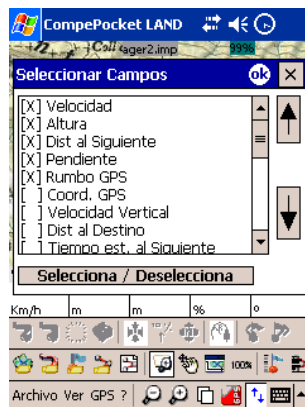 CompePocket LAND
Call
ager2.imp
99%
Seleccionar Campos
ok
[X] Velocidad
[X] Altura
[X] Dist al Siguiente
[X] Pendiente
[X] Rumbo GPS
[ ] Coord. GPS
[ ] Velocidad Vertical
[ ] Dist al Destino
[ ] Tiempo est. al Siguiente
Selecciona / Deselecciona
Km/h m m % º
100%
Archivo Ver GPS ?